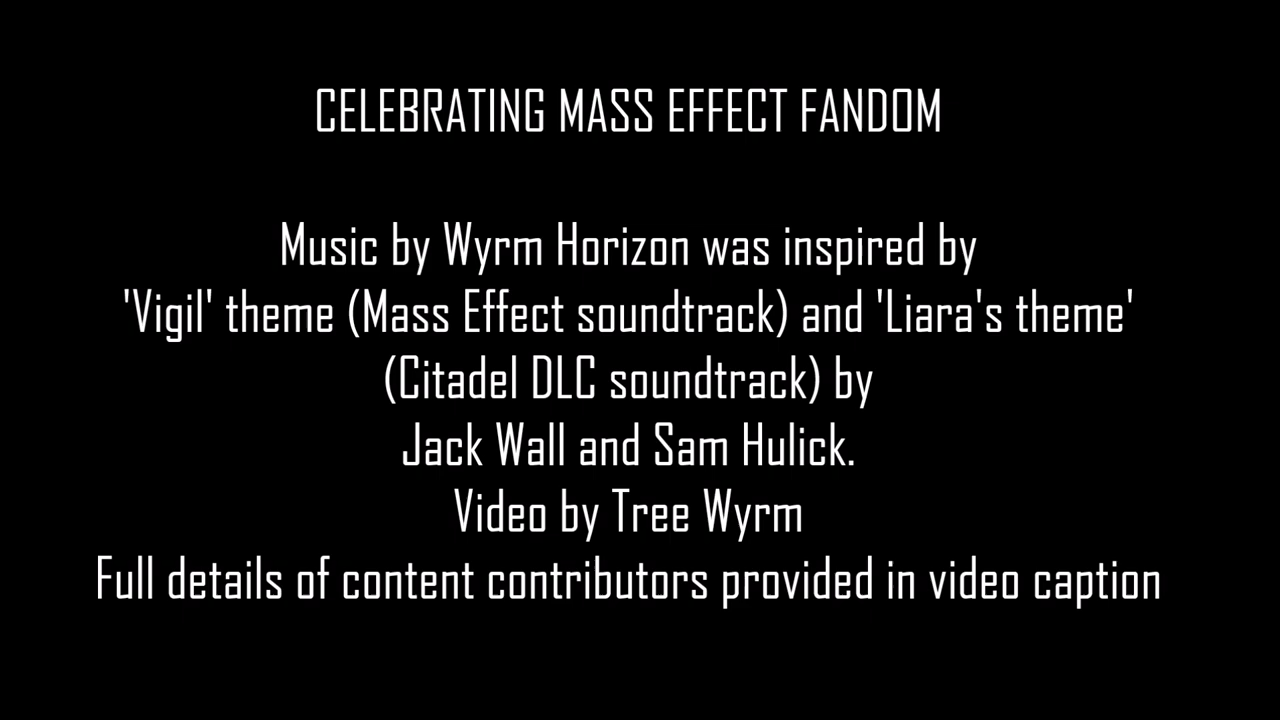 CELEBRATING MASS EFFECT FANDOM
Music by Wyrm Horizon was inspired by
'Vigil' theme (Mass Effect soundtrack) and 'Liara's theme'
(Citadel DLC soundtrack) by
Jack Wall and Sam Hulick.
Video by Tree Wyrm
Full details of content contributors provided in video caption